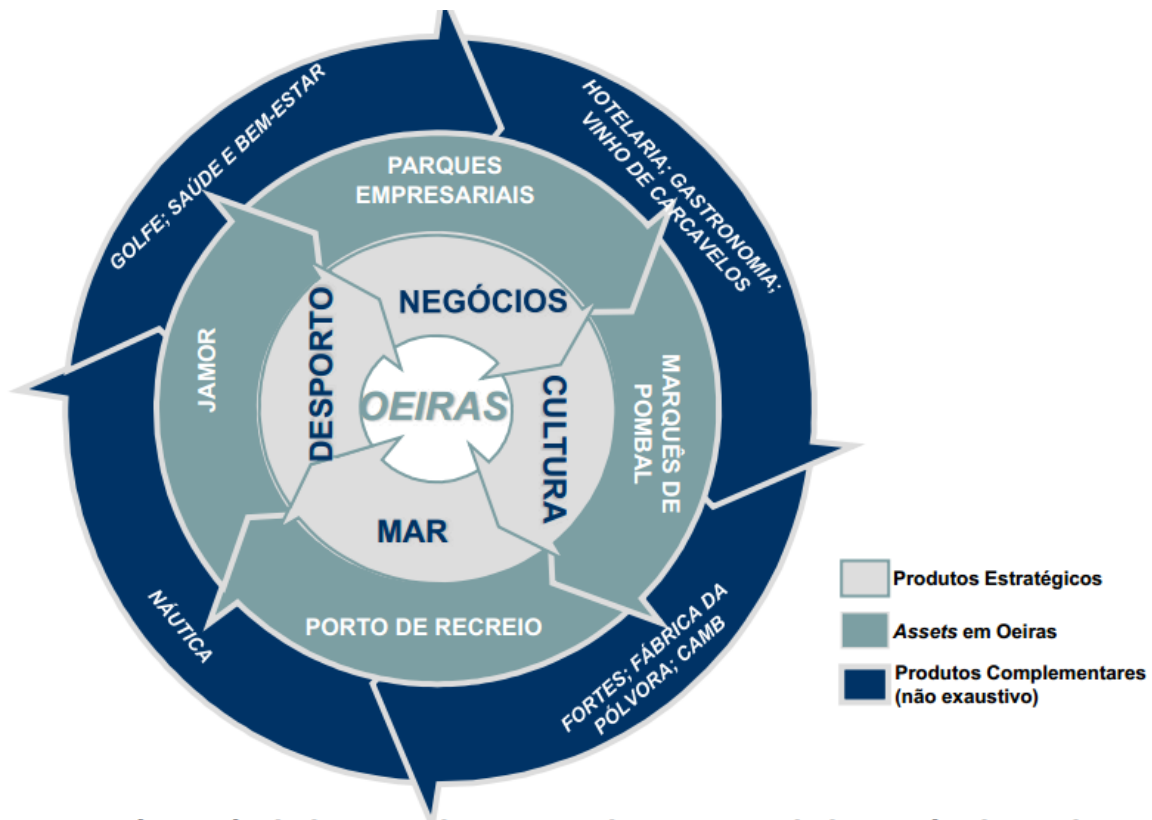 GOLFE; SAÚDE E BEM-ESTAR
HOTELARIA; GASTRONOMIA;
VINHO DE CARCAVELOS
PARQUES
EMPRESARIAIS
NEGÓCIOS
DESPORTO
JAMOR
OEIRAS
CULTURA
MARQUÊS DE
POMBAL
MAR
PORTO DE RECREIO
NÁUTICA
FORTES; FÁBRICA DA
PÓLVORA; CAMB
Produtos Estratégicos
Assets em Oeiras
Produtos Complementares
(não exaustivo)